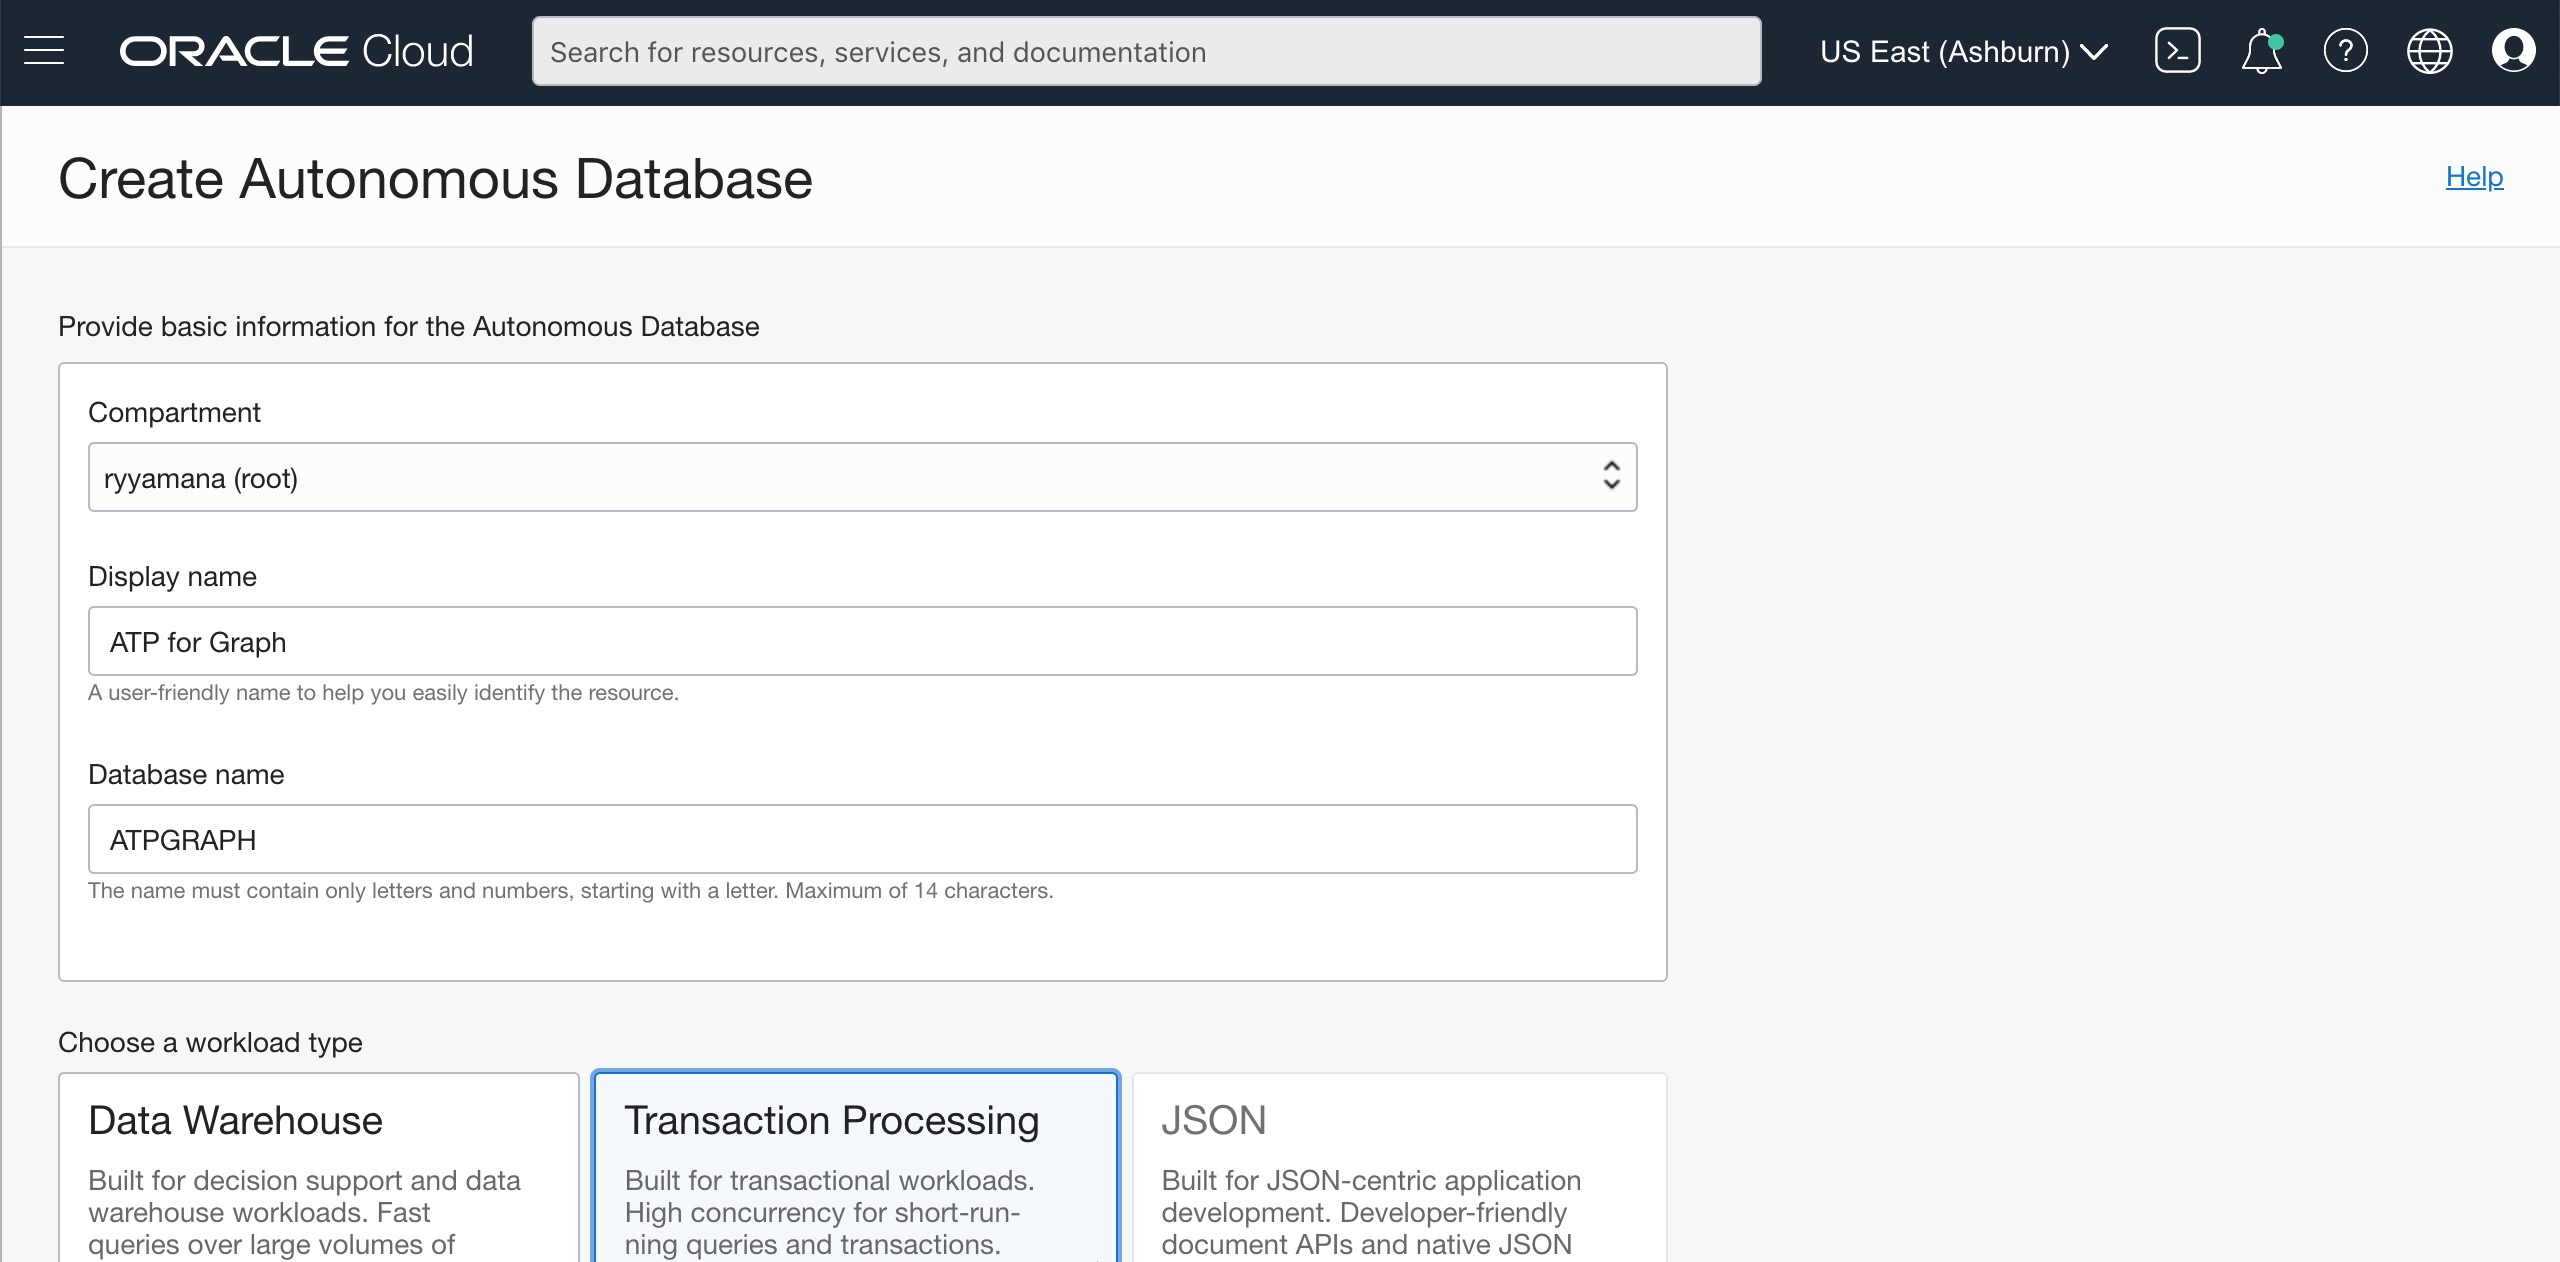 ORACLE Cloud
Search for resources, services, and documentation
US East (Ashburn)
Create Autonomous Database
Help
Provide basic information for the Autonomous Database
Compartment
ryyamana (root)
Display name
ATP for Graph
A user-friendly name to help you easily identify the resource.
Database name
ATPGRAPH
The name must contain only letters and numbers, starting with a letter. Maximum of 14 characters.
Choose a workload type
Data Warehouse
Built for decision support and data
warehouse workloads. Fast
queries over large volumes of
Transaction Processing
Built for transactional workloads.
High concurrency for short-run-
ning queries and transactions.
JSON
Built for JSON-centric application
development. Developer-friendly
document APIs and native JSON